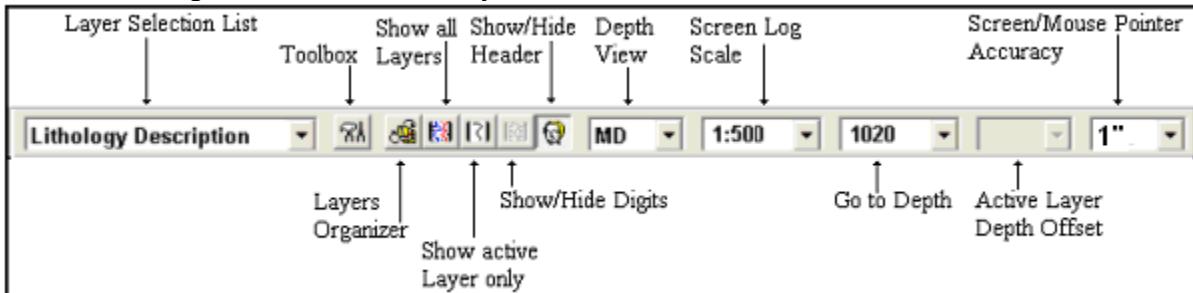 Layer Selection List
Toolbox
Show all
Layers
Show/Hide
Header
Depth
View
Screen Log
Scale
Screen/Mouse Pointer
Accuracy
Lithology Description
MD
1:500
1020
1"
Layers
Organizer
Show active
Layer only
Show/Hide Digits
Go to Depth
Active Layer
Depth Offset